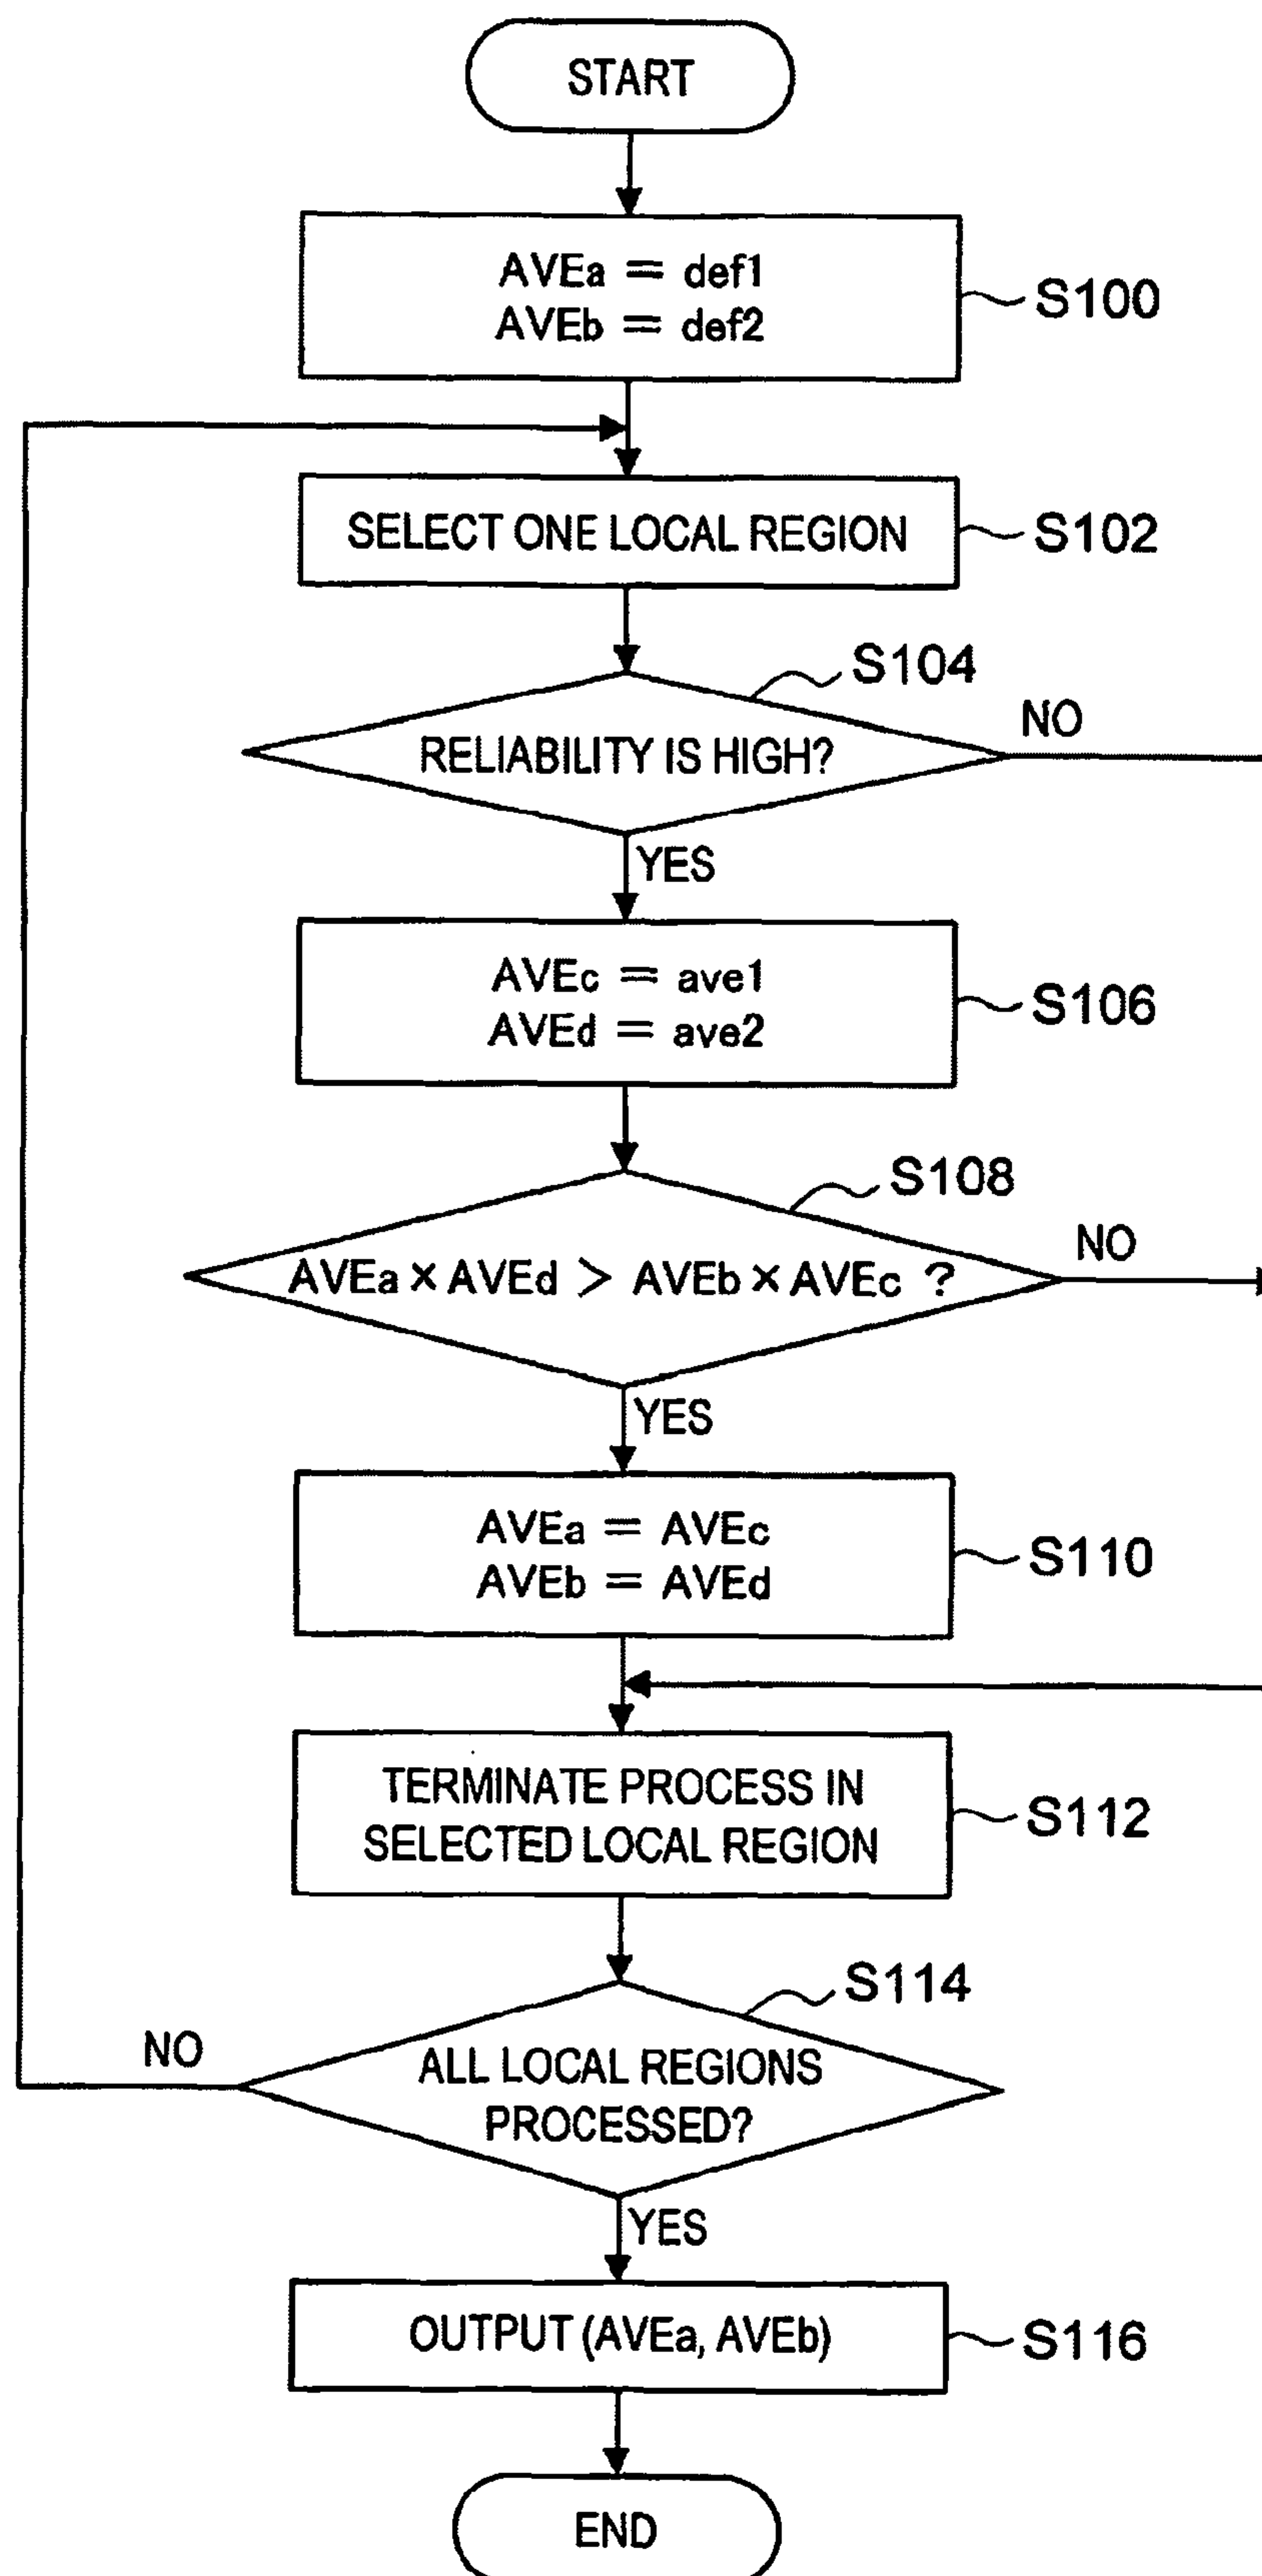 START
AVEa = def1
AVEb = def2
S100
SELECT ONE LOCAL REGION
S102
S104
RELIABILITY IS HIGH?
NO
YES
AVEc = ave1
AVEd = ave2
S106
S108
AVEa × AVEd > AVEb × AVEc ?
NO
YES
AVEa = AVEc
AVEb = AVEd
S110
TERMINATE PROCESS IN
SELECTED LOCAL REGION
S112
S114
NO
ALL LOCAL REGIONS
PROCESSED?
YES
OUTPUT (AVEa, AVEb)
S116
END